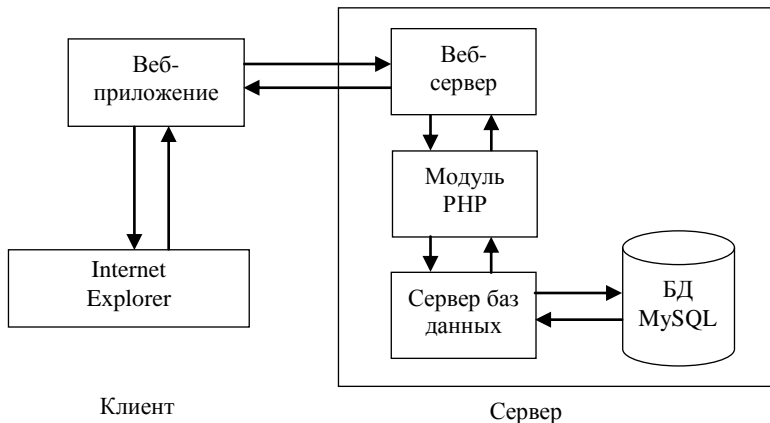 Веб-
приложение
Веб-
сервер
Модуль
PHP
Internet
Explorer
Сервер баз
данных
БД
MySQL
Клиент
Сервер